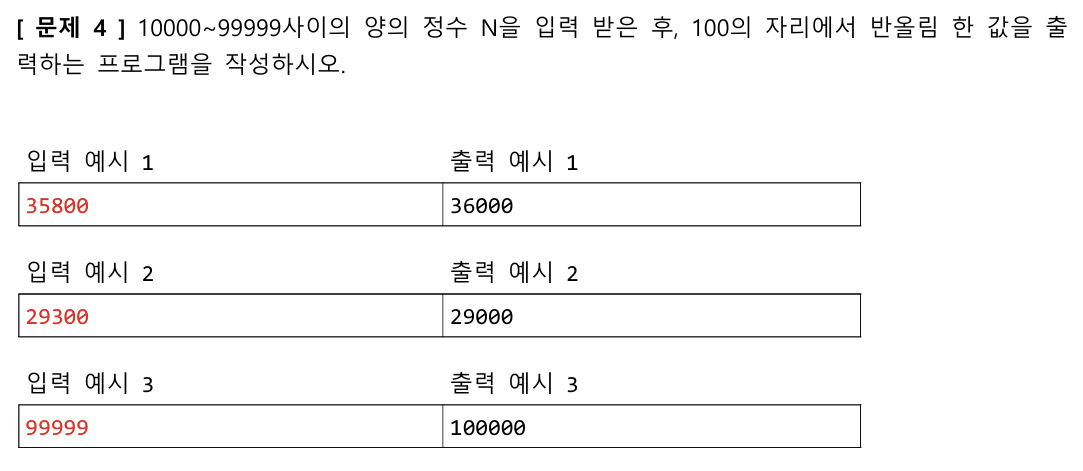 [ 문제 4 ] 10000~99999사이의 양의 정수 N을 입력 받은 후, 100의 자리에서 반올림 한 값을 출
력하는 프로그램을 작성하시오.
입력 예시 1 출력 예시 1
35800 36000
입력 예시 2 출력 예시 2
29300 29000
입력 예시 3 출력 예시 3
99999 100000